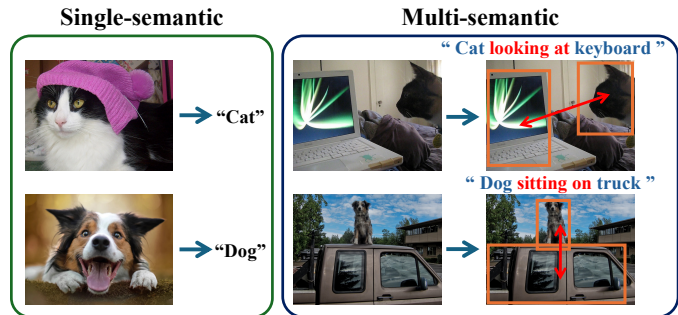 Single-semantic
Multi-semantic
“ Cat looking at keyboard ”
“Cat”
“ Dog sitting on truck ”
“Dog”